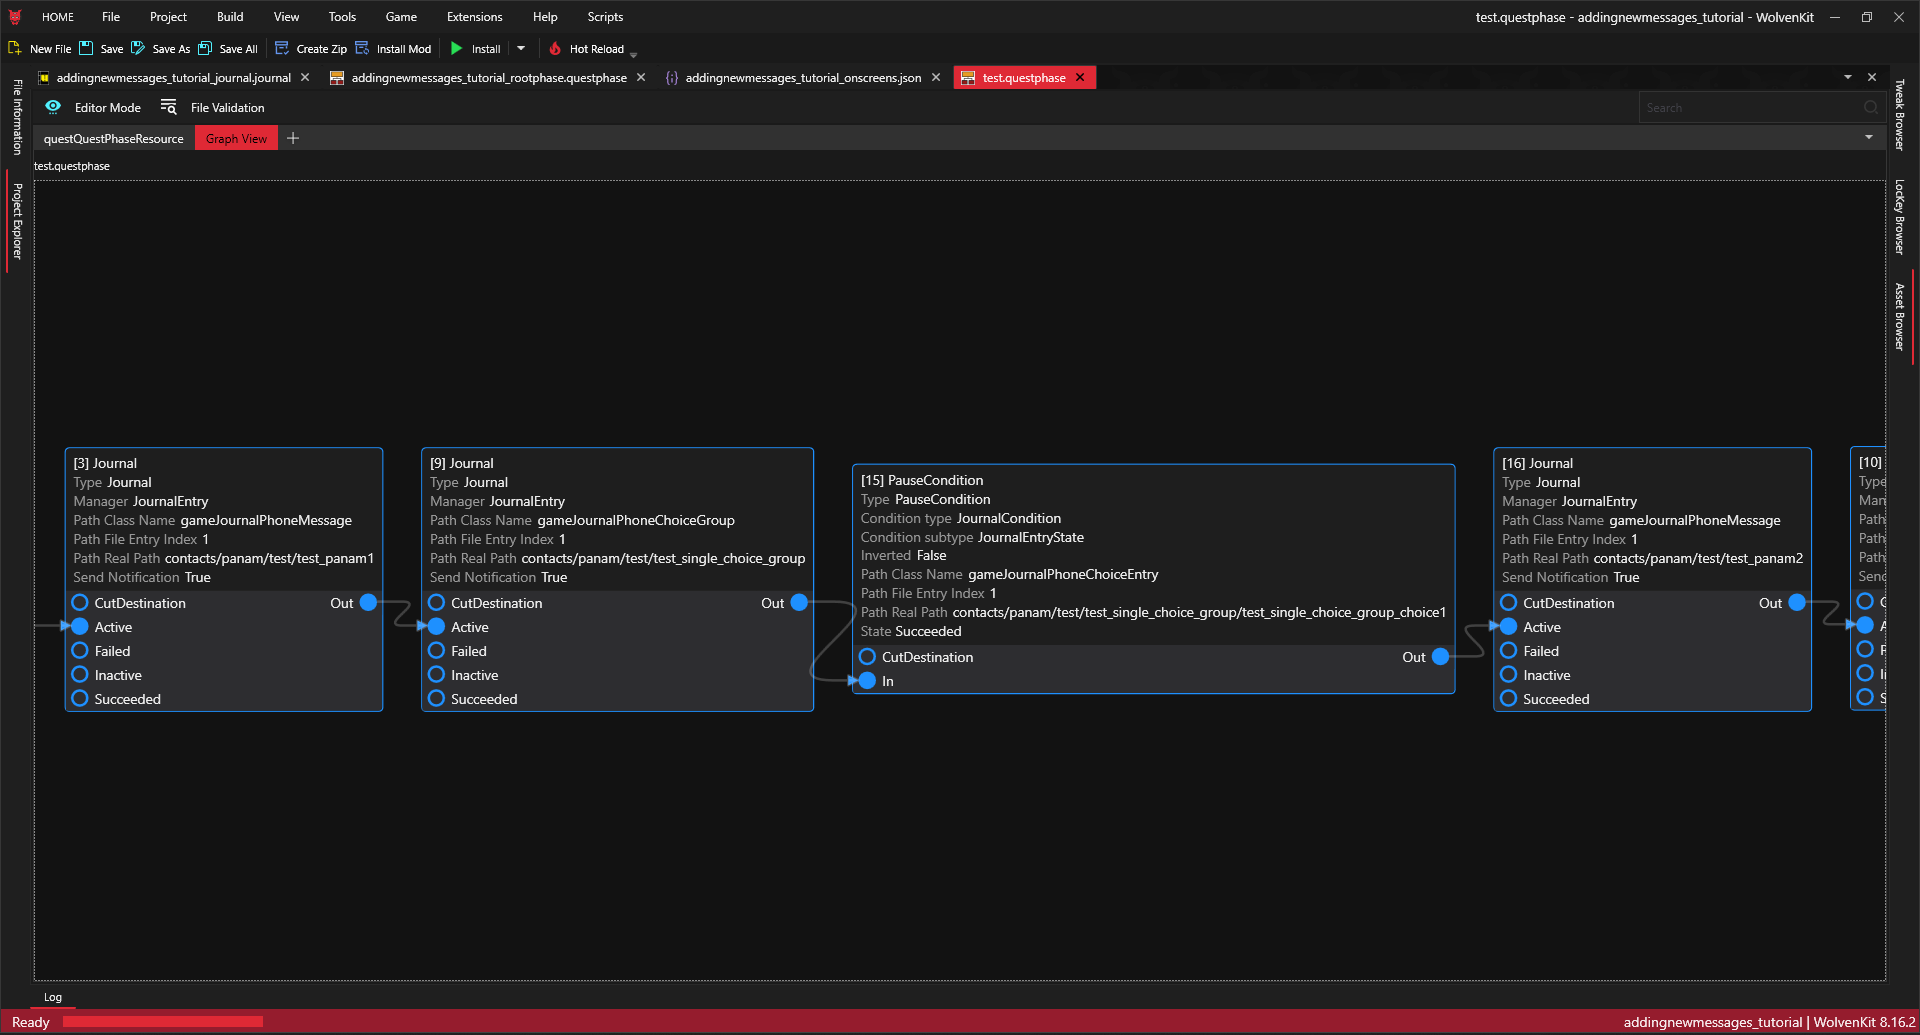 HOME File Project Build View Tools Game Extensions Help Scripts test.questphase - addingnewmessages_tutorial - WolvenKit
New File Save Save As Save All Create Zip Install Mod Install Hot Reload
addingnewmessages_tutorial_journal.journal addingnewmessages_tutorial_rootphase.questphase addingnewmessages_tutorial_onscreens.json test.questphase
Editor Mode File Validation Search
questQuestPhaseResource Graph View
test.questphase
File Information
Project Explorer
Tweak Browser
LocKey Browser
Asset Browser
[3] Journal
Type Journal
Manager JournalEntry
Path Class Name gameJournalPhoneMessage
Path File Entry Index 1
Path Real Path contacts/panam/test/test_panam1
Send Notification True
CutDestination Out
Active
Failed
Inactive
Succeeded
[9] Journal
Type Journal
Manager JournalEntry
Path Class Name gameJournalPhoneChoiceGroup
Path File Entry Index 1
Path Real Path contacts/panam/test/test_single_choice_group
Send Notification True
CutDestination Out
Active
Failed
Inactive
Succeeded
[15] PauseCondition
Type PauseCondition
Condition type JournalCondition
Condition subtype JournalEntryState
Inverted False
Path Class Name gameJournalPhoneChoiceEntry
Path File Entry Index 1
Path Real Path contacts/panam/test/test_single_choice_group/test_single_choice_group_choice1
State Succeeded
CutDestination Out
In
[16] Journal
Type Journal
Manager JournalEntry
Path Class Name gameJournalPhoneMessage
Path File Entry Index 1
Path Real Path contacts/panam/test/test_panam2
Send Notification True
CutDestination Out
Active
Failed
Inactive
Succeeded
[10]
Type
Path
Path
Path
Log
Ready addingnewmessages_tutorial | WolvenKit 8.16.2